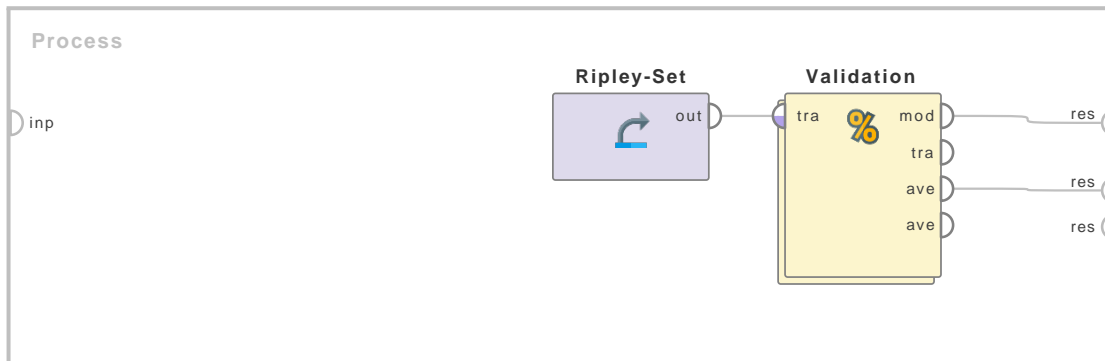 Process
inp
Ripley-Set
out
Validation
tra
%
mod
tra
ave
ave
res
res
res